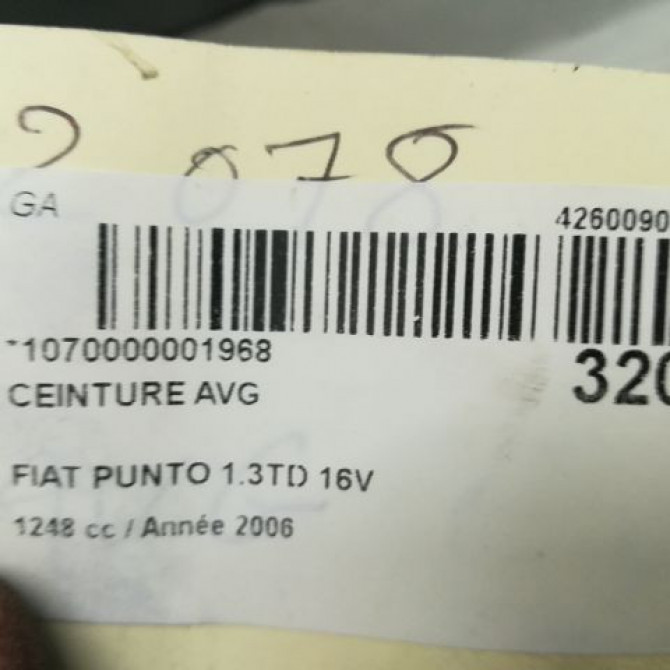 GA
4260090
*1070000001968
320
CEINTURE AVG
FIAT PUNTO 1.3TD 16V
1248 cc / Année 2006